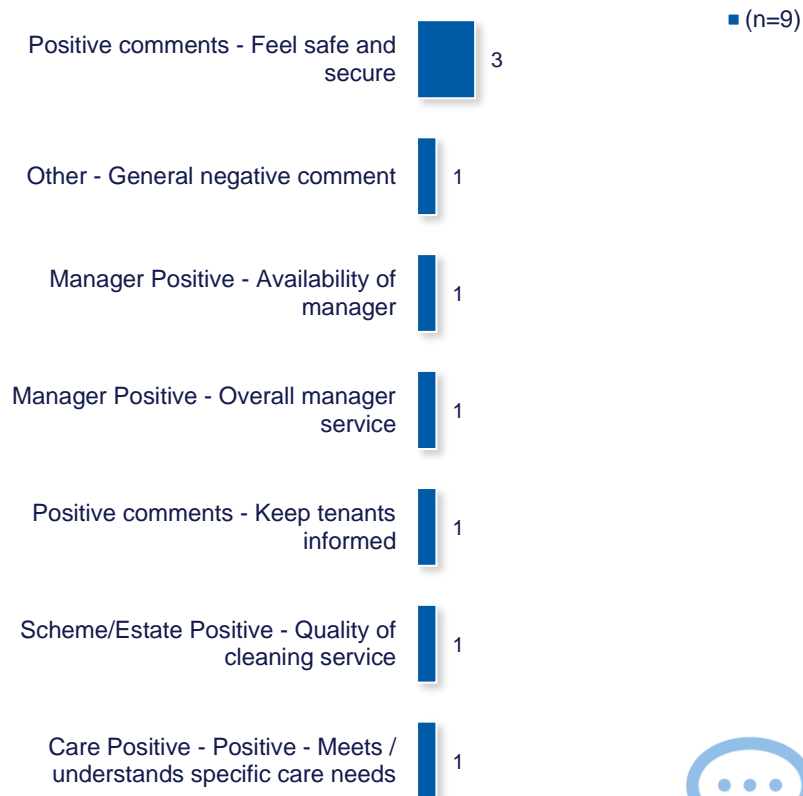 (n=9)
Positive comments - Feel safe and
secure
3
Other - General negative comment
1
Manager Positive - Availability of
manager
1
Manager Positive - Overall manager
service
1
Positive comments - Keep tenants
informed
1
Scheme/Estate Positive - Quality of
cleaning service
1
Care Positive - Positive - Meets /
understands specific care needs
1